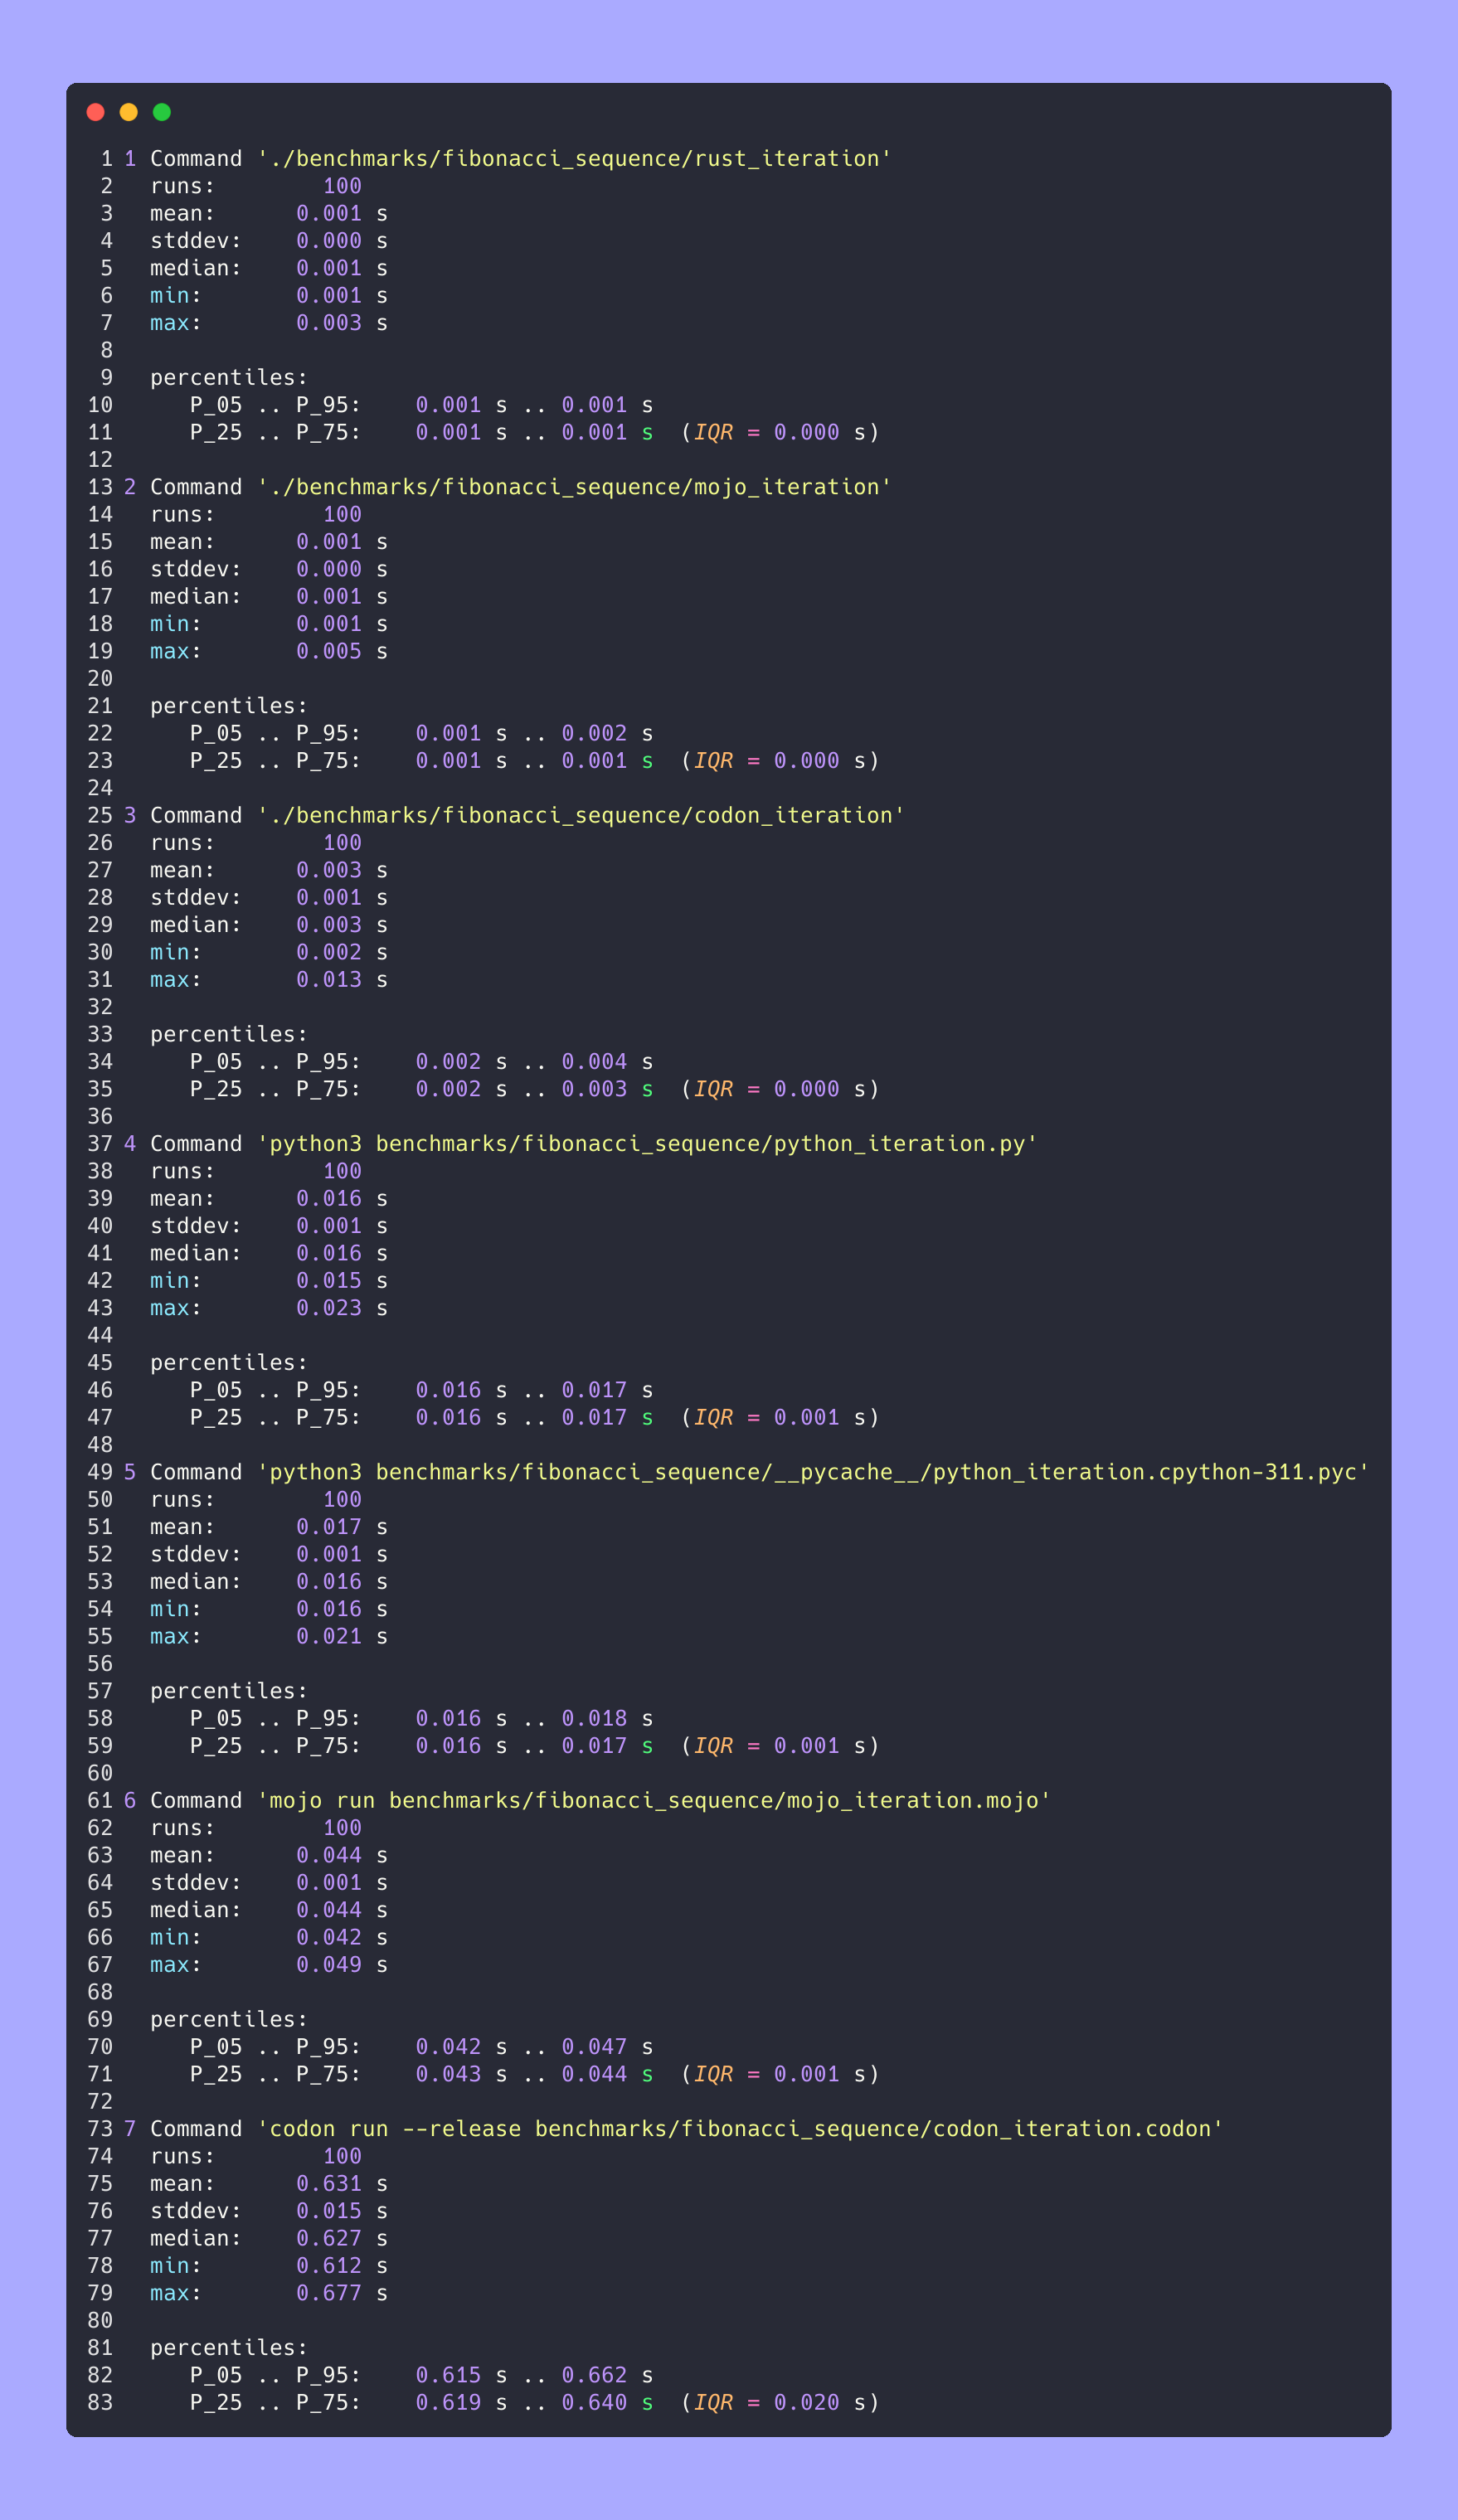 1 1 Command './benchmarks/fibonacci_sequence/rust_iteration'
2 runs: 100
3 mean: 0.001 s
4 stddev: 0.000 s
5 median: 0.001 s
6 min: 0.001 s
7 max: 0.003 s
8
9 percentiles:
10 P_05 .. P_95: 0.001 s .. 0.001 s
11 P_25 .. P_75: 0.001 s .. 0.001 s (IQR = 0.000 s)
12
13 2 Command './benchmarks/fibonacci_sequence/mojo_iteration'
14 runs: 100
15 mean: 0.001 s
16 stddev: 0.000 s
17 median: 0.001 s
18 min: 0.001 s
19 max: 0.005 s
20
21 percentiles:
22 P_05 .. P_95: 0.001 s .. 0.002 s
23 P_25 .. P_75: 0.001 s .. 0.001 s (IQR = 0.000 s)
24
25 3 Command './benchmarks/fibonacci_sequence/codon_iteration'
26 runs: 100
27 mean: 0.003 s
28 stddev: 0.001 s
29 median: 0.003 s
30 min: 0.002 s
31 max: 0.013 s
32
33 percentiles:
34 P_05 .. P_95: 0.002 s .. 0.004 s
35 P_25 .. P_75: 0.002 s .. 0.003 s (IQR = 0.000 s)
36
37 4 Command 'python3 benchmarks/fibonacci_sequence/python_iteration.py'
38 runs: 100
39 mean: 0.016 s
40 stddev: 0.001 s
41 median: 0.016 s
42 min: 0.015 s
43 max: 0.023 s
44
45 percentiles:
46 P_05 .. P_95: 0.016 s .. 0.017 s
47 P_25 .. P_75: 0.016 s .. 0.017 s (IQR = 0.001 s)
48
49 5 Command 'python3 benchmarks/fibonacci_sequence/__pycache__/python_iteration.cpython-311.pyc'
50 runs: 100
51 mean: 0.017 s
52 stddev: 0.001 s
53 median: 0.016 s
54 min: 0.016 s
55 max: 0.021 s
56
57 percentiles:
58 P_05 .. P_95: 0.016 s .. 0.018 s
59 P_25 .. P_75: 0.016 s .. 0.017 s (IQR = 0.001 s)
60
61 6 Command 'mojo run benchmarks/fibonacci_sequence/mojo_iteration.mojo'
62 runs: 100
63 mean: 0.044 s
64 stddev: 0.001 s
65 median: 0.044 s
66 min: 0.042 s
67 max: 0.049 s
68
69 percentiles:
70 P_05 .. P_95: 0.042 s .. 0.047 s
71 P_25 .. P_75: 0.043 s .. 0.044 s (IQR = 0.001 s)
72
73 7 Command 'codon run --release benchmarks/fibonacci_sequence/codon_iteration.codon'
74 runs: 100
75 mean: 0.631 s
76 stddev: 0.015 s
77 median: 0.627 s
78 min: 0.612 s
79 max: 0.677 s
80
81 percentiles:
82 P_05 .. P_95: 0.615 s .. 0.662 s
83 P_25 .. P_75: 0.619 s .. 0.640 s (IQR = 0.020 s)